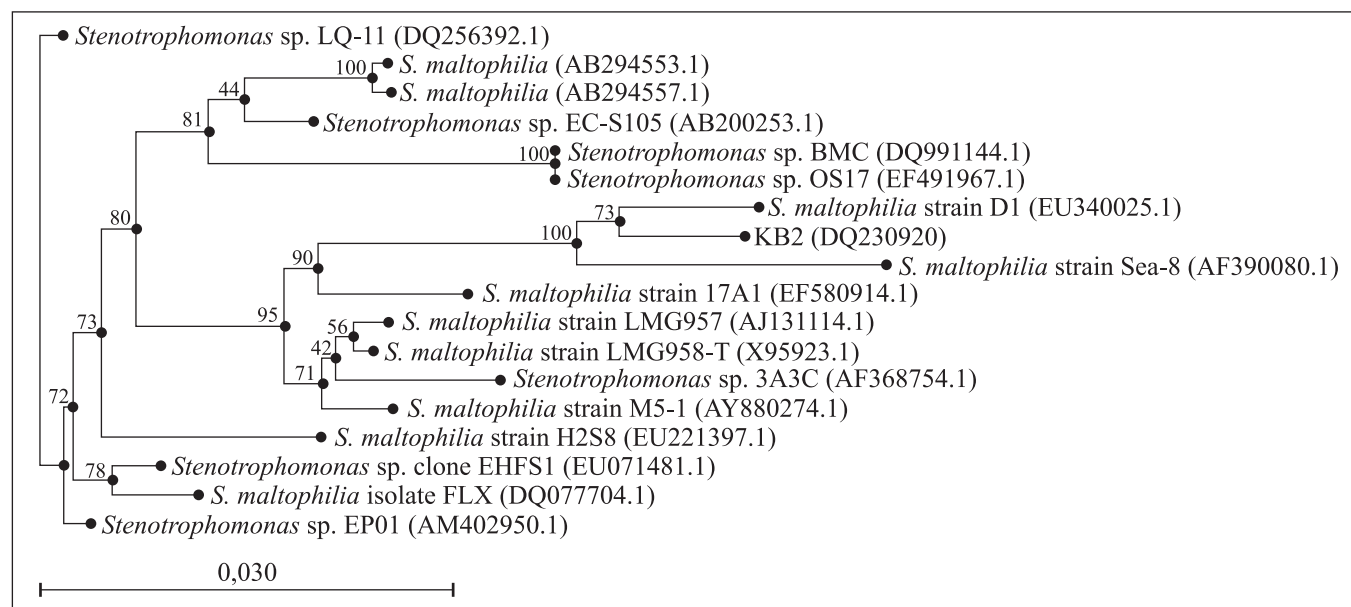 Stenotrophomonas sp. LQ-11 (DQ256392.1)
100 S. maltophilia (AB294553.1)
44 S. maltophilia (AB294557.1)
81 Stenotrophomonas sp. EC-S105 (AB200253.1)
100 Stenotrophomonas sp. BMC (DQ991144.1)
Stenotrophomonas sp. OS17 (EF491967.1)
80 73 S. maltophilia strain D1 (EU340025.1)
100 KB2 (DQ230920)
90 S. maltophilia strain Sea-8 (AF390080.1)
S. maltophilia strain 17A1 (EF580914.1)
73 95 56 S. maltophilia strain LMG957 (AJ131114.1)
42 S. maltophilia strain LMG958-T (X95923.1)
71 Stenotrophomonas sp. 3A3C (AF368754.1)
72 S. maltophilia strain M5-1 (AY880274.1)
S. maltophilia strain H2S8 (EU221397.1)
78 Stenotrophomonas sp. clone EHFS1 (EU071481.1)
S. maltophilia isolate FLX (DQ077704.1)
Stenotrophomonas sp. EP01 (AM402950.1)
0,030